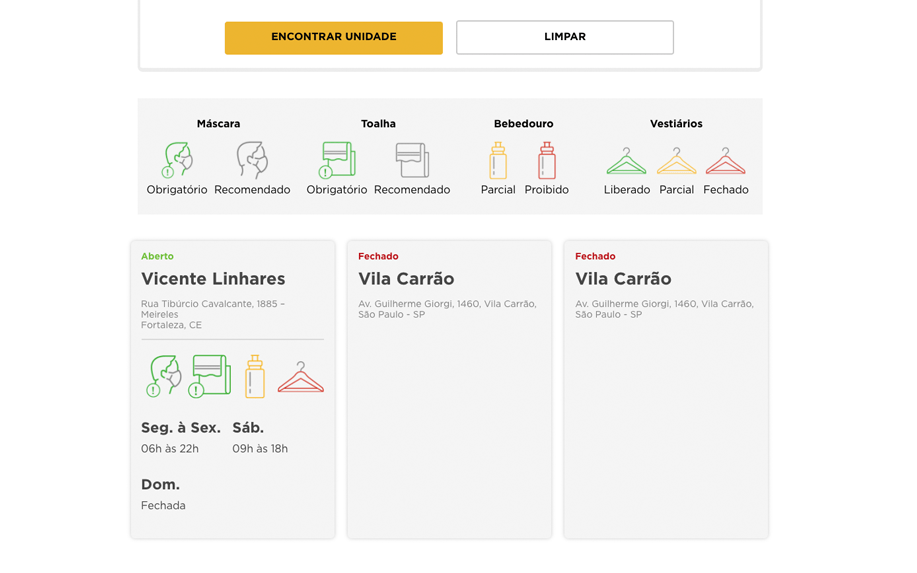 ENCONTRAR UNIDADE
LIMPAR
Máscara
Obrigatório Recomendado
Toalha
Obrigatório Recomendado
Bebedouro
Parcial Proibido
Vestiários
Liberado Parcial Fechado
Aberto
Vicente Linhares
Rua Tibúrcio Cavalcante, 1885 –
Meireles
Fortaleza, CE
Seg. à Sex. Sáb.
06h às 22h 09h às 18h
Dom.
Fechada
Fechado
Vila Carrão
Av. Guilherme Giorgi, 1460, Vila Carrão,
São Paulo - SP
Fechado
Vila Carrão
Av. Guilherme Giorgi, 1460, Vila Carrão,
São Paulo - SP